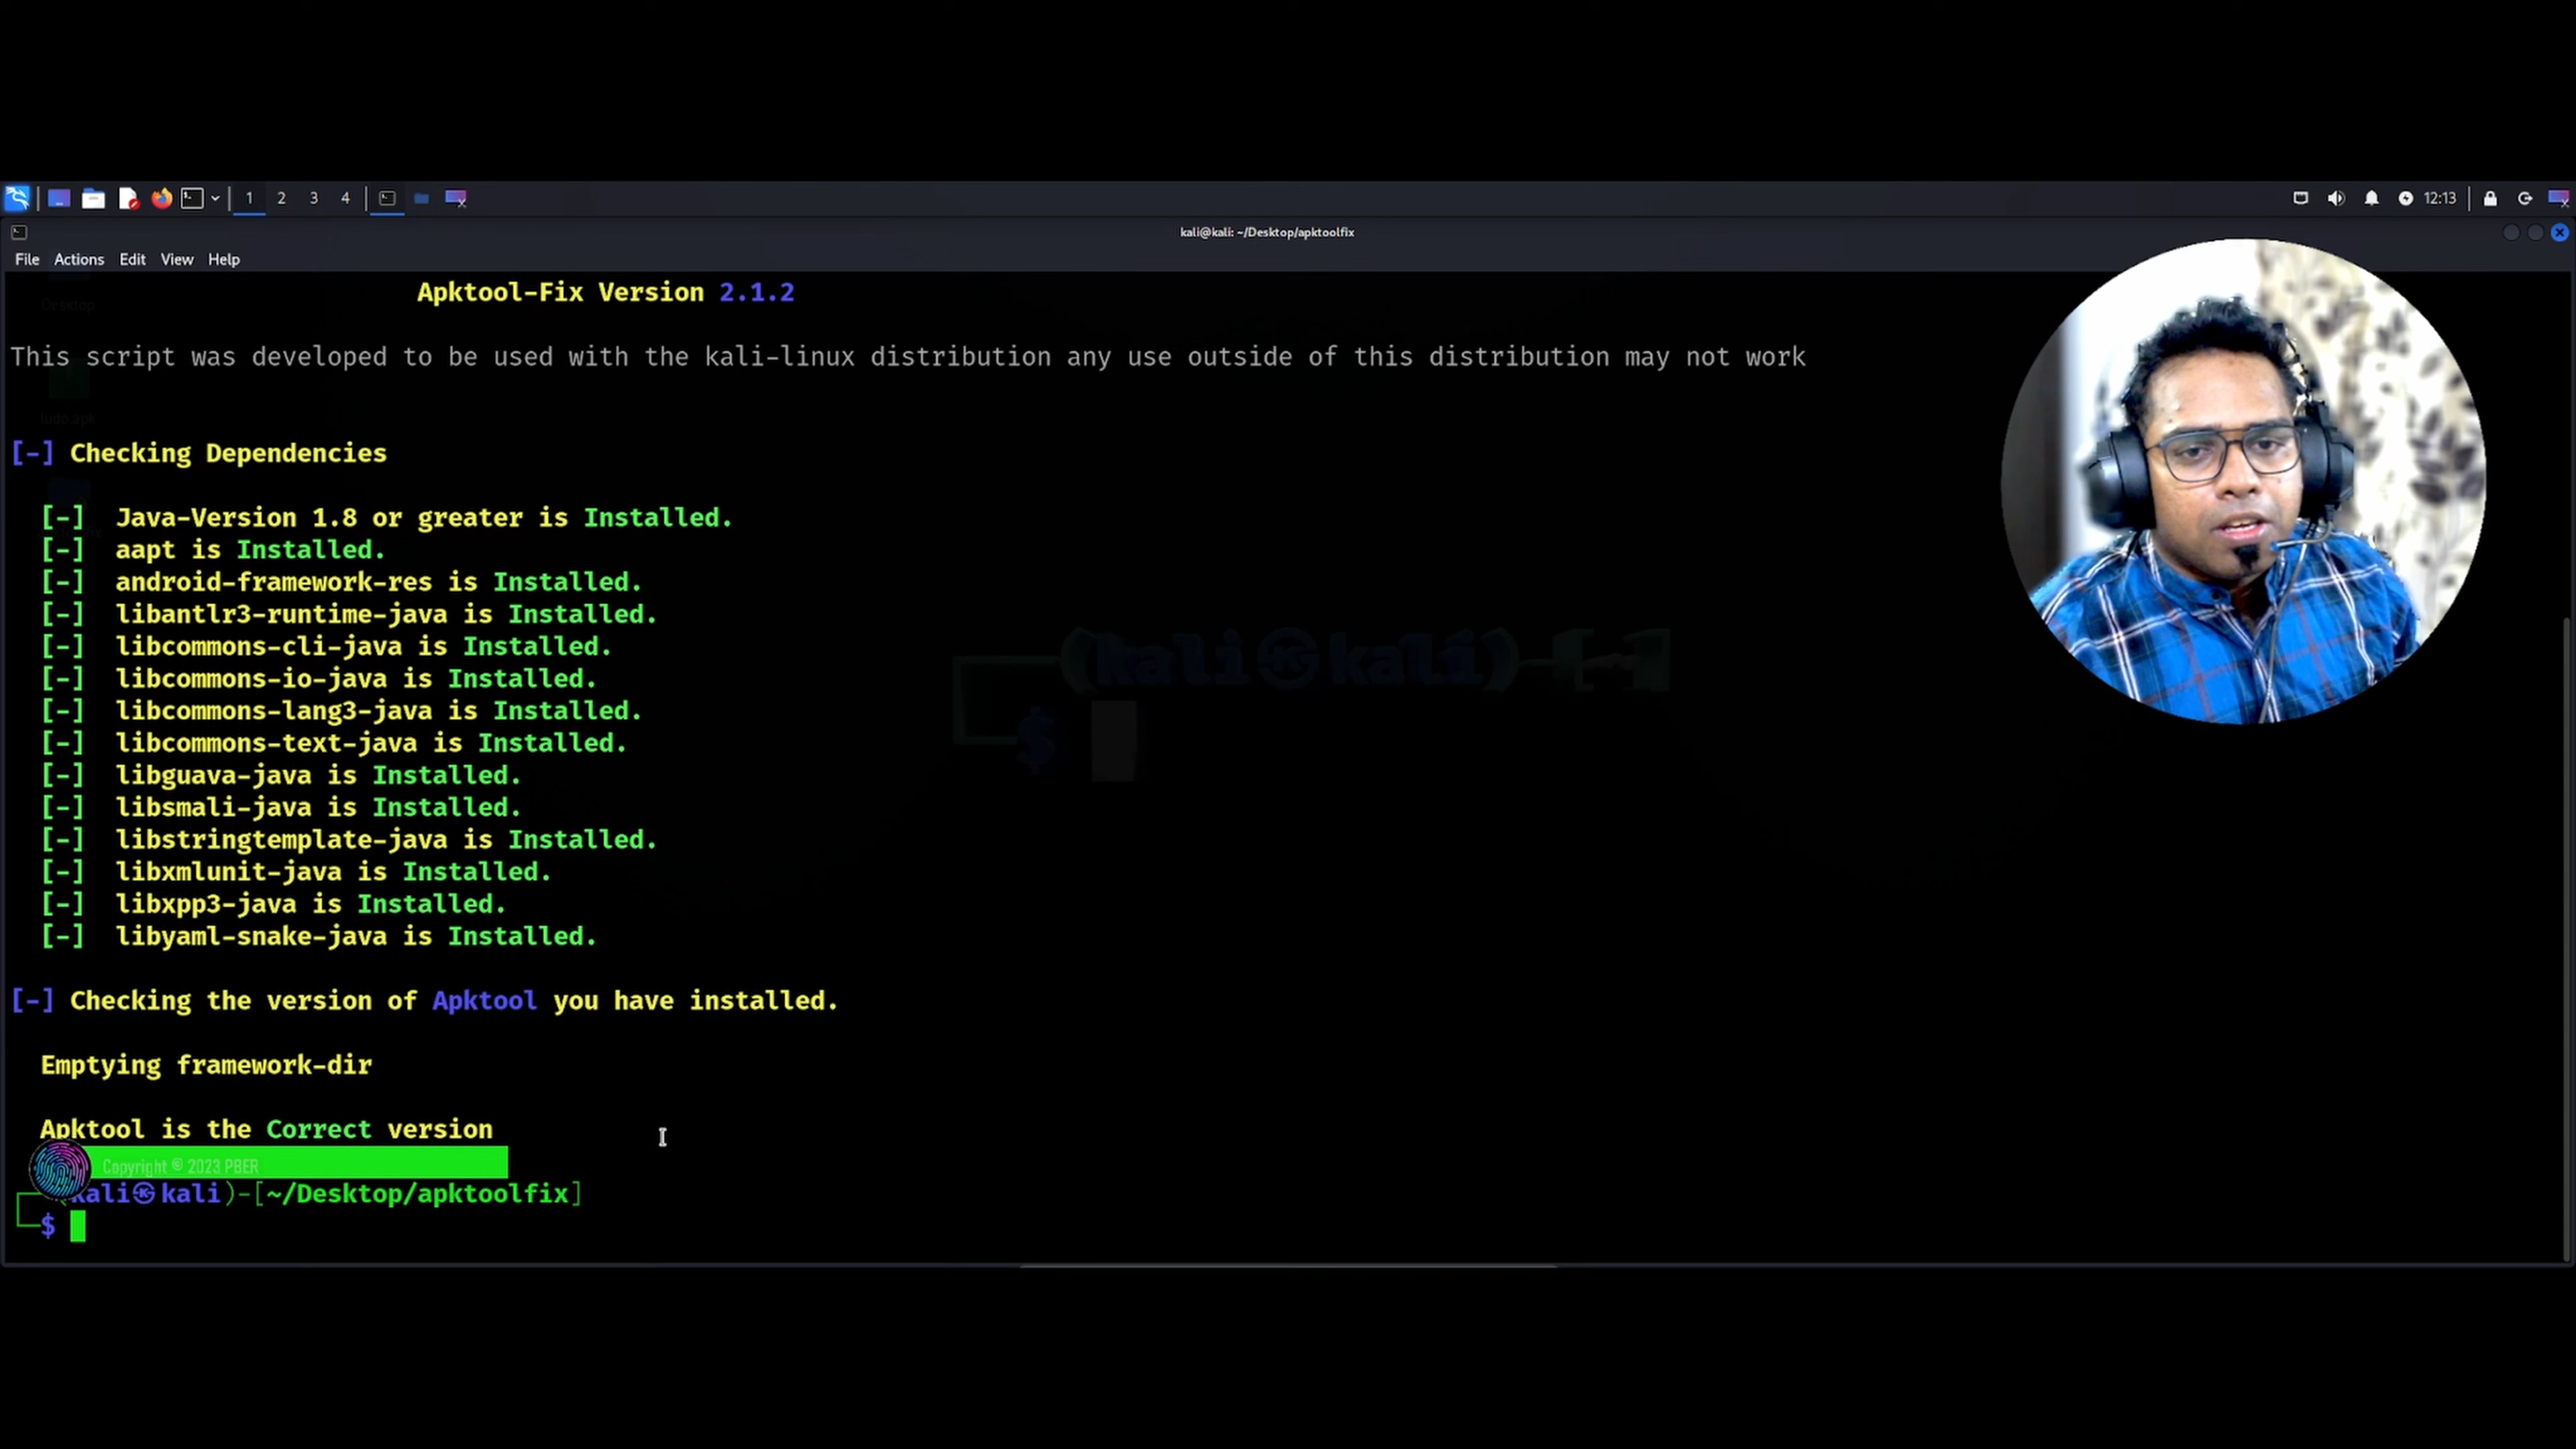 1 2 3 4
12:13
kali@kali: ~/Desktop/apktoolfix
File Actions Edit View Help
Apktool-Fix Version 2.1.2
Desktop
This script was developed to be used with the kali-linux distribution any use outside of this distribution may not work
ludo.apk
[-] Checking Dependencies
[-] Java-Version 1.8 or greater is Installed.
[-] aapt is Installed.
[-] android-framework-res is Installed.
[-] libantlr3-runtime-java is Installed.
[-] libcommons-cli-java is Installed.
[-] libcommons-io-java is Installed.
(kali㉿kali)-[~]
[-] libcommons-lang3-java is Installed.
$
[-] libcommons-text-java is Installed.
[-] libguava-java is Installed.
[-] libsmali-java is Installed.
[-] libstringtemplate-java is Installed.
[-] libxmlunit-java is Installed.
[-] libxpp3-java is Installed.
[-] libyaml-snake-java is Installed.
[-] Checking the version of Apktool you have installed.
Emptying framework-dir
Apktool is the Correct version
Copyright © 2023 PBER
kali㉿kali)-[~/Desktop/apktoolfix]
$